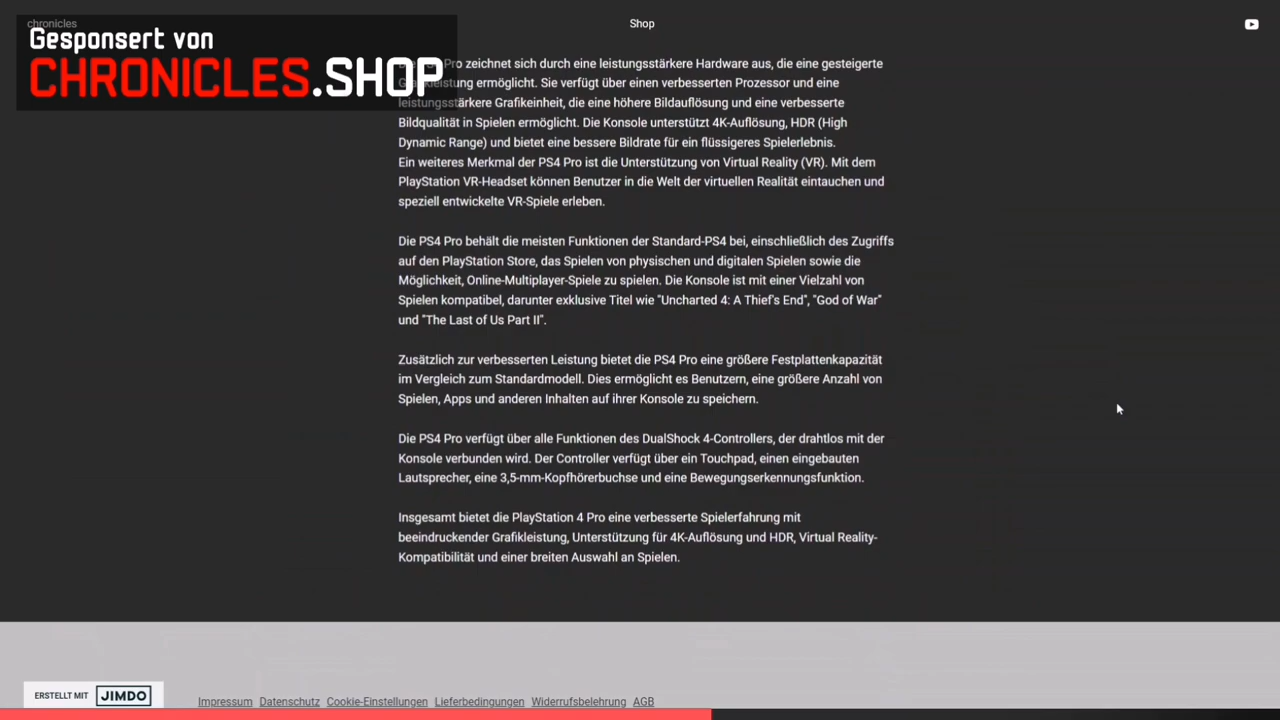 chronicles
Shop
Gesponsert von
CHRONICLES.SHOP
Pro zeichnet sich durch eine leistungsstärkere Hardware aus, die eine gesteigerte
Grafikleistung ermöglicht. Sie verfügt über einen verbesserten Prozessor und eine
leistungsstärkere Grafikeinheit, die eine höhere Bildauflösung und eine verbesserte
Bildqualität in Spielen ermöglicht. Die Konsole unterstützt 4K-Auflösung, HDR (High
Dynamic Range) und bietet eine bessere Bildrate für ein flüssigeres Spielerlebnis.
Ein weiteres Merkmal der PS4 Pro ist die Unterstützung von Virtual Reality (VR). Mit dem
PlayStation VR-Headset können Benutzer in die Welt der virtuellen Realität eintauchen und
speziell entwickelte VR-Spiele erleben.
Die PS4 Pro behält die meisten Funktionen der Standard-PS4 bei, einschließlich des Zugriffs
auf den PlayStation Store, das Spielen von physischen und digitalen Spielen sowie die
Möglichkeit, Online-Multiplayer-Spiele zu spielen. Die Konsole ist mit einer Vielzahl von
Spielen kompatibel, darunter exklusive Titel wie "Uncharted 4: A Thief's End", "God of War"
und "The Last of Us Part II".
Zusätzlich zur verbesserten Leistung bietet die PS4 Pro eine größere Festplattenkapazität
im Vergleich zum Standardmodell. Dies ermöglicht es Benutzern, eine größere Anzahl von
Spielen, Apps und anderen Inhalten auf ihrer Konsole zu speichern.
Die PS4 Pro verfügt über alle Funktionen des DualShock 4-Controllers, der drahtlos mit der
Konsole verbunden wird. Der Controller verfügt über ein Touchpad, einen eingebauten
Lautsprecher, eine 3,5-mm-Kopfhörerbuchse und eine Bewegungserkennungsfunktion.
Insgesamt bietet die PlayStation 4 Pro eine verbesserte Spielerfahrung mit
beeindruckender Grafikleistung, Unterstützung für 4K-Auflösung und HDR, Virtual Reality-
Kompatibilität und einer breiten Auswahl an Spielen.
ERSTELLT MIT JIMDO
Impressum Datenschutz Cookie-Einstellungen Lieferbedingungen Widerrufsbelehrung AGB